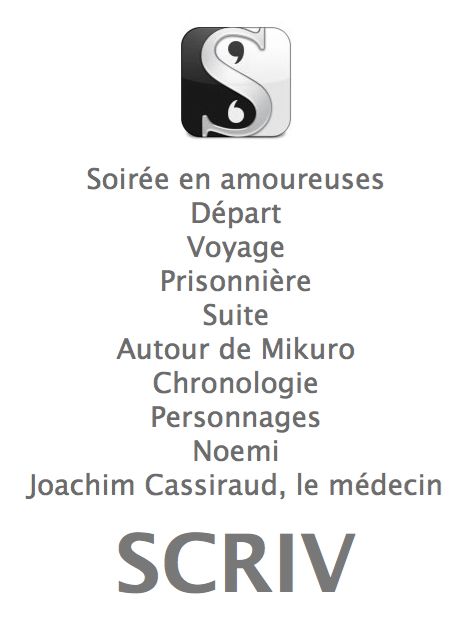 Soirée en amoureuses
Départ
Voyage
Prisonnière
Suite
Autour de Mikuro
Chronologie
Personnages
Noemi
Joachim Cassiraud, le médecin
SCRIV